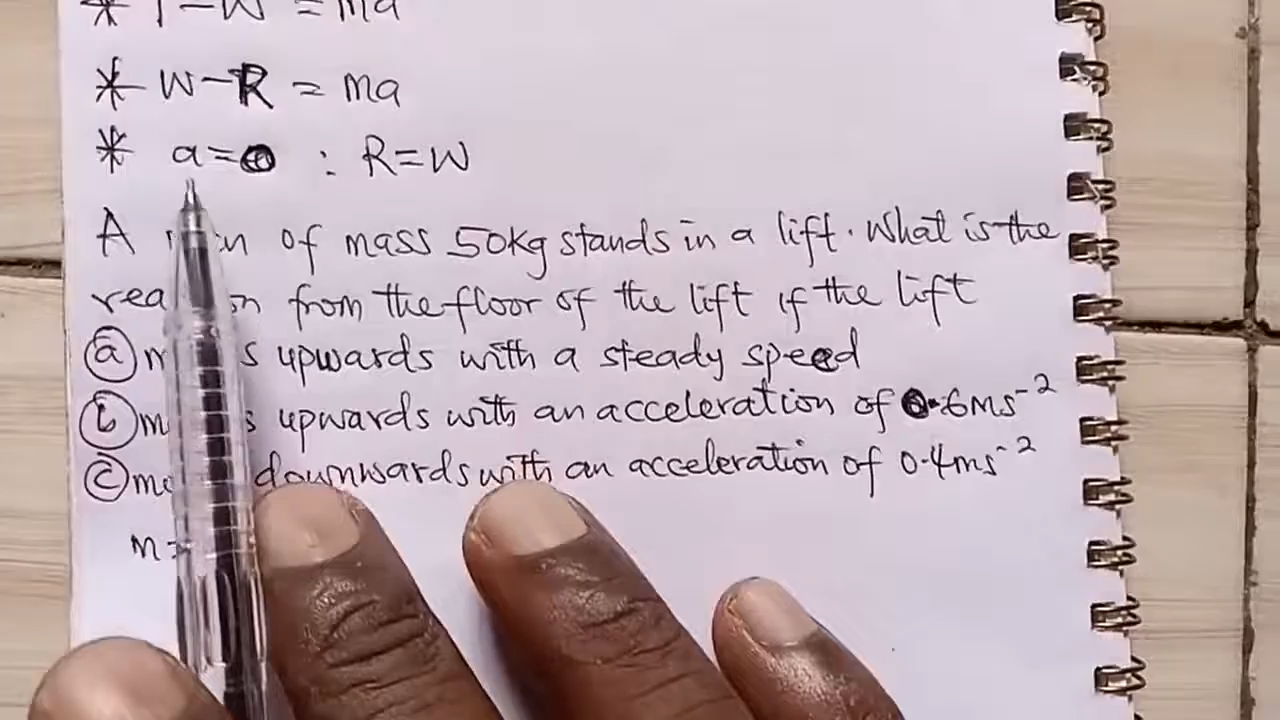 * T-W = ma
* W-R = ma
* a=0 : R=W
A of mass 50kg stands in a lift. What is the
from the floor of the lift if the lift
(a) upwards with a steady speed
(b) upwards with an acceleration of 0.6ms⁻²
(c) downwards with an acceleration of 0.4ms⁻²
m=